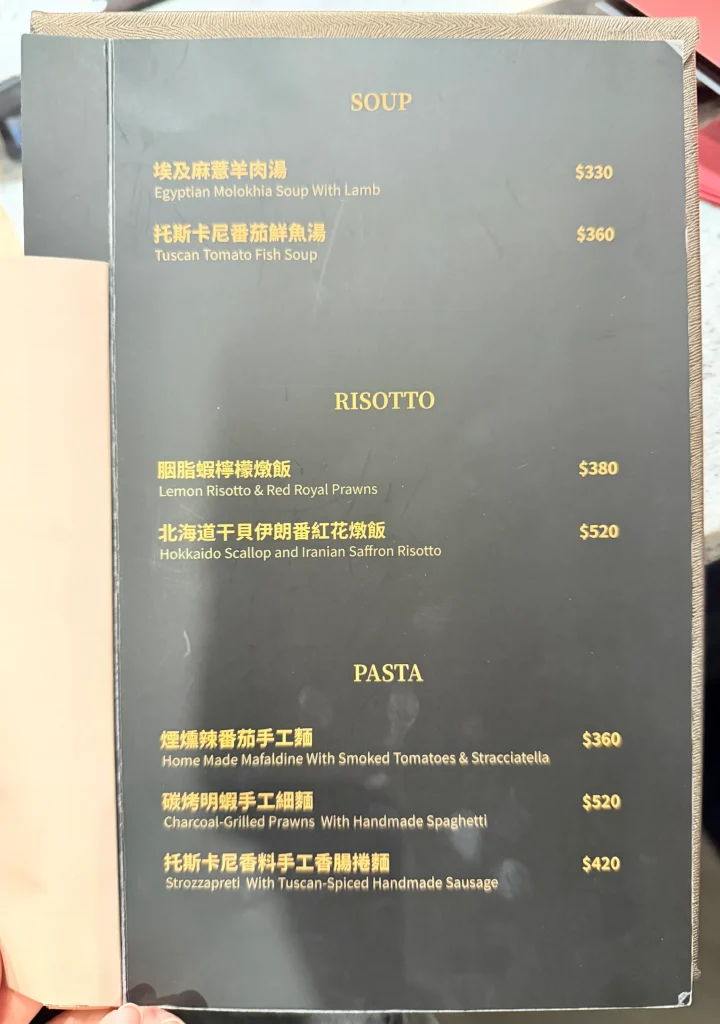 SOUP
埃及麻薏羊肉湯 $330
Egyptian Molokhia Soup With Lamb
托斯卡尼番茄鮮魚湯 $360
Tuscan Tomato Fish Soup
RISOTTO
胭脂蝦檸檬燉飯 $380
Lemon Risotto & Red Royal Prawns
北海道干貝伊朗番紅花燉飯 $520
Hokkaido Scallop and Iranian Saffron Risotto
PASTA
煙燻辣番茄手工麵 $360
Home Made Mafaldine With Smoked Tomatoes & Stracciatella
碳烤明蝦手工細麵 $520
Charcoal-Grilled Prawns With Handmade Spaghetti
托斯卡尼香料手工香腸捲麵 $420
Strozzapreti With Tuscan-Spiced Handmade Sausage